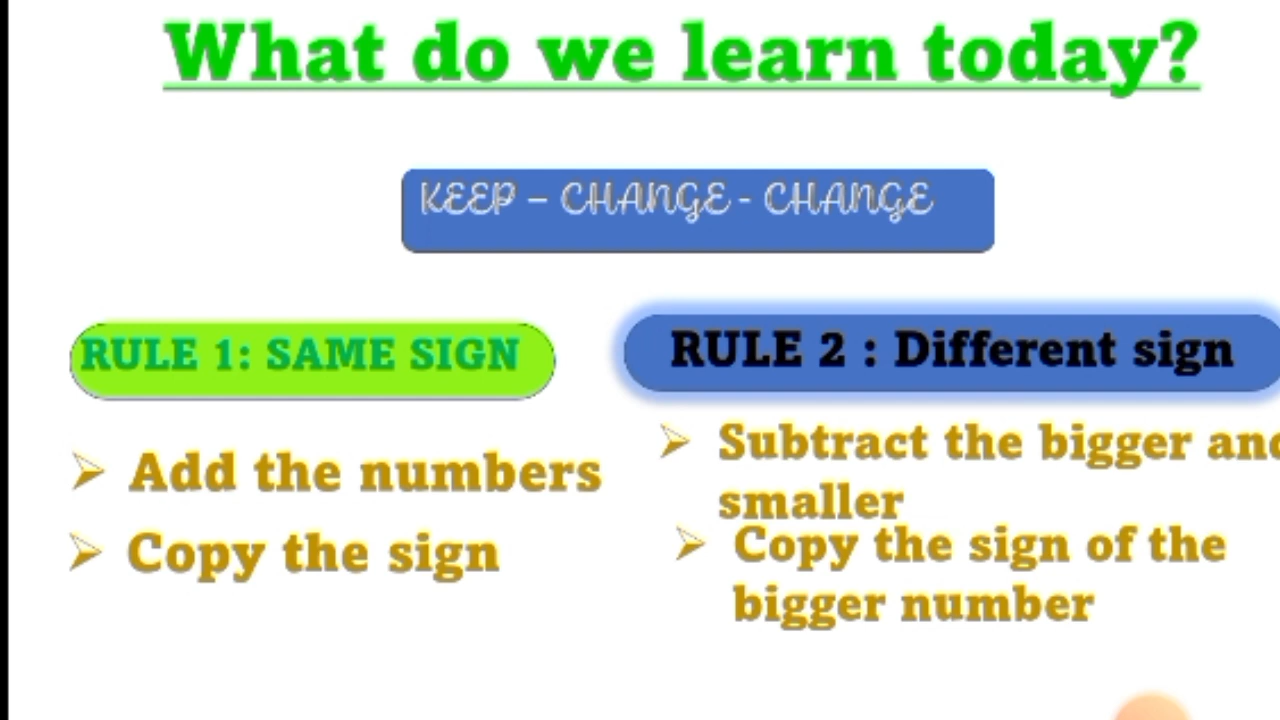 What do we learn today?
KEEP – CHANGE - CHANGE
RULE 1: SAME SIGN
➢ Add the numbers
➢ Copy the sign
RULE 2 : Different sign
➢ Subtract the bigger and
smaller
➢ Copy the sign of the
bigger number